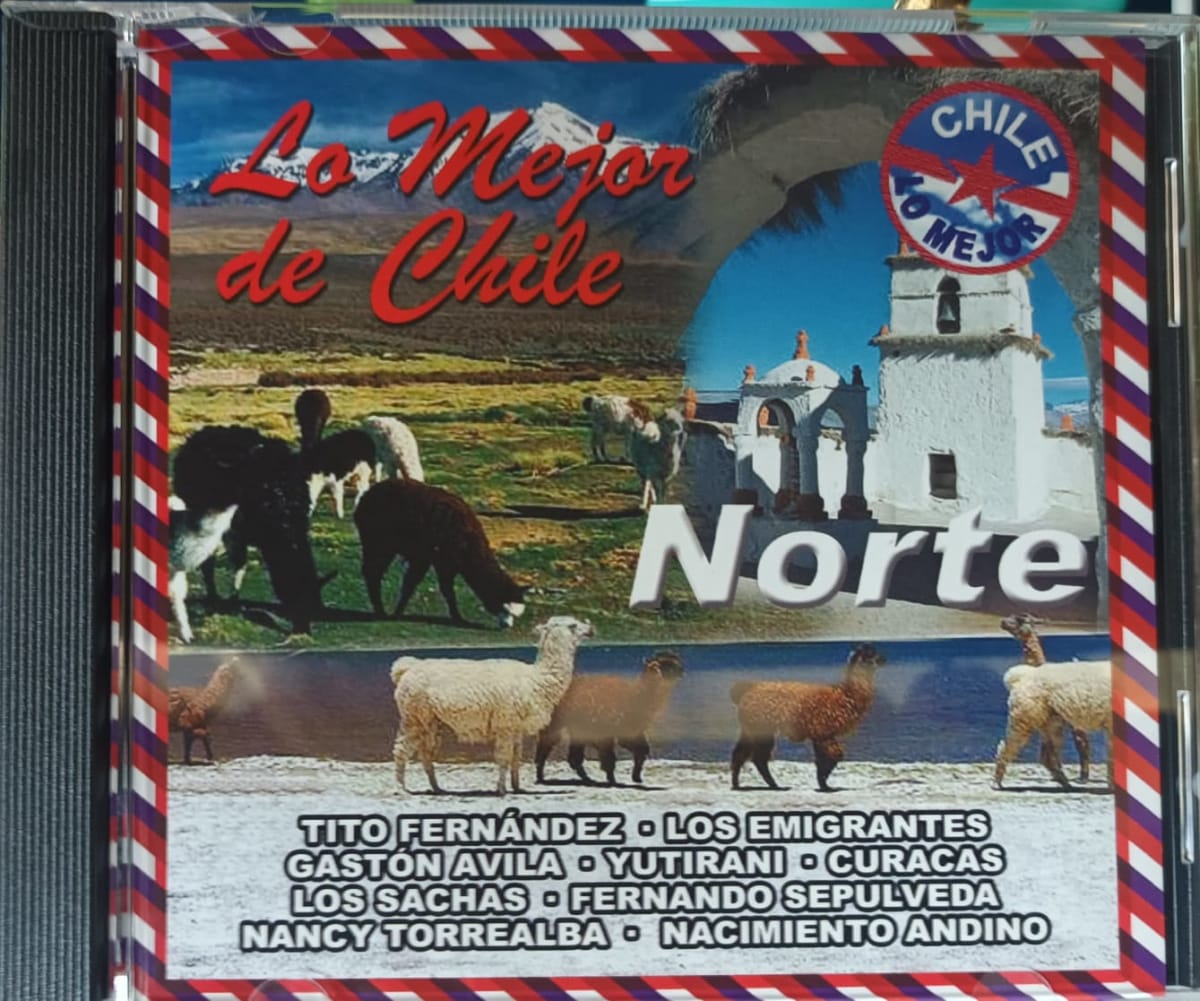 Lo Mejor
de Chile
CHILE,
LO MEJOR
Norte
TITO FERNÁNDEZ · LOS EMIGRANTES
GASTÓN AVILA · YUTIRANI · CURACAS
LOS SACHAS · FERNANDO SEPULVEDA
NANCY TORREALBA · NACIMIENTO ANDINO